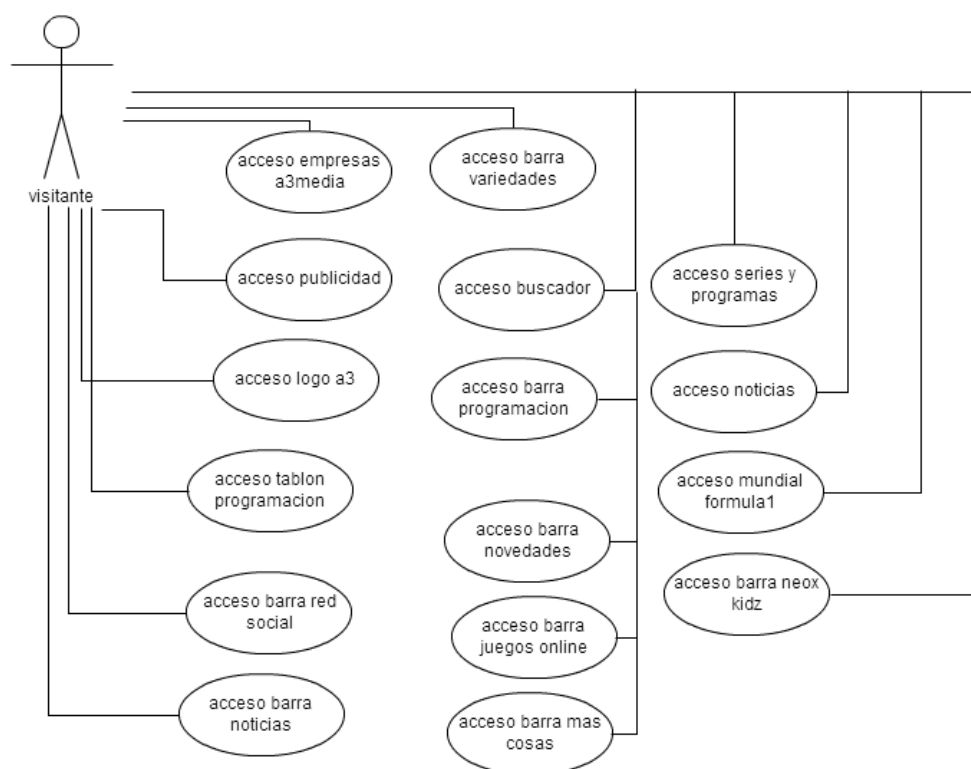 visitante
acceso empresas
a3media
acceso barra
variedades
acceso publicidad
acceso buscador
acceso series y
programas
acceso logo a3
acceso barra
programacion
acceso noticias
acceso tablon
programacion
acceso mundial
formula1
acceso barra
novedades
acceso barra neox
kidz
acceso barra red
social
acceso barra
juegos online
acceso barra
noticias
acceso barra mas
cosas